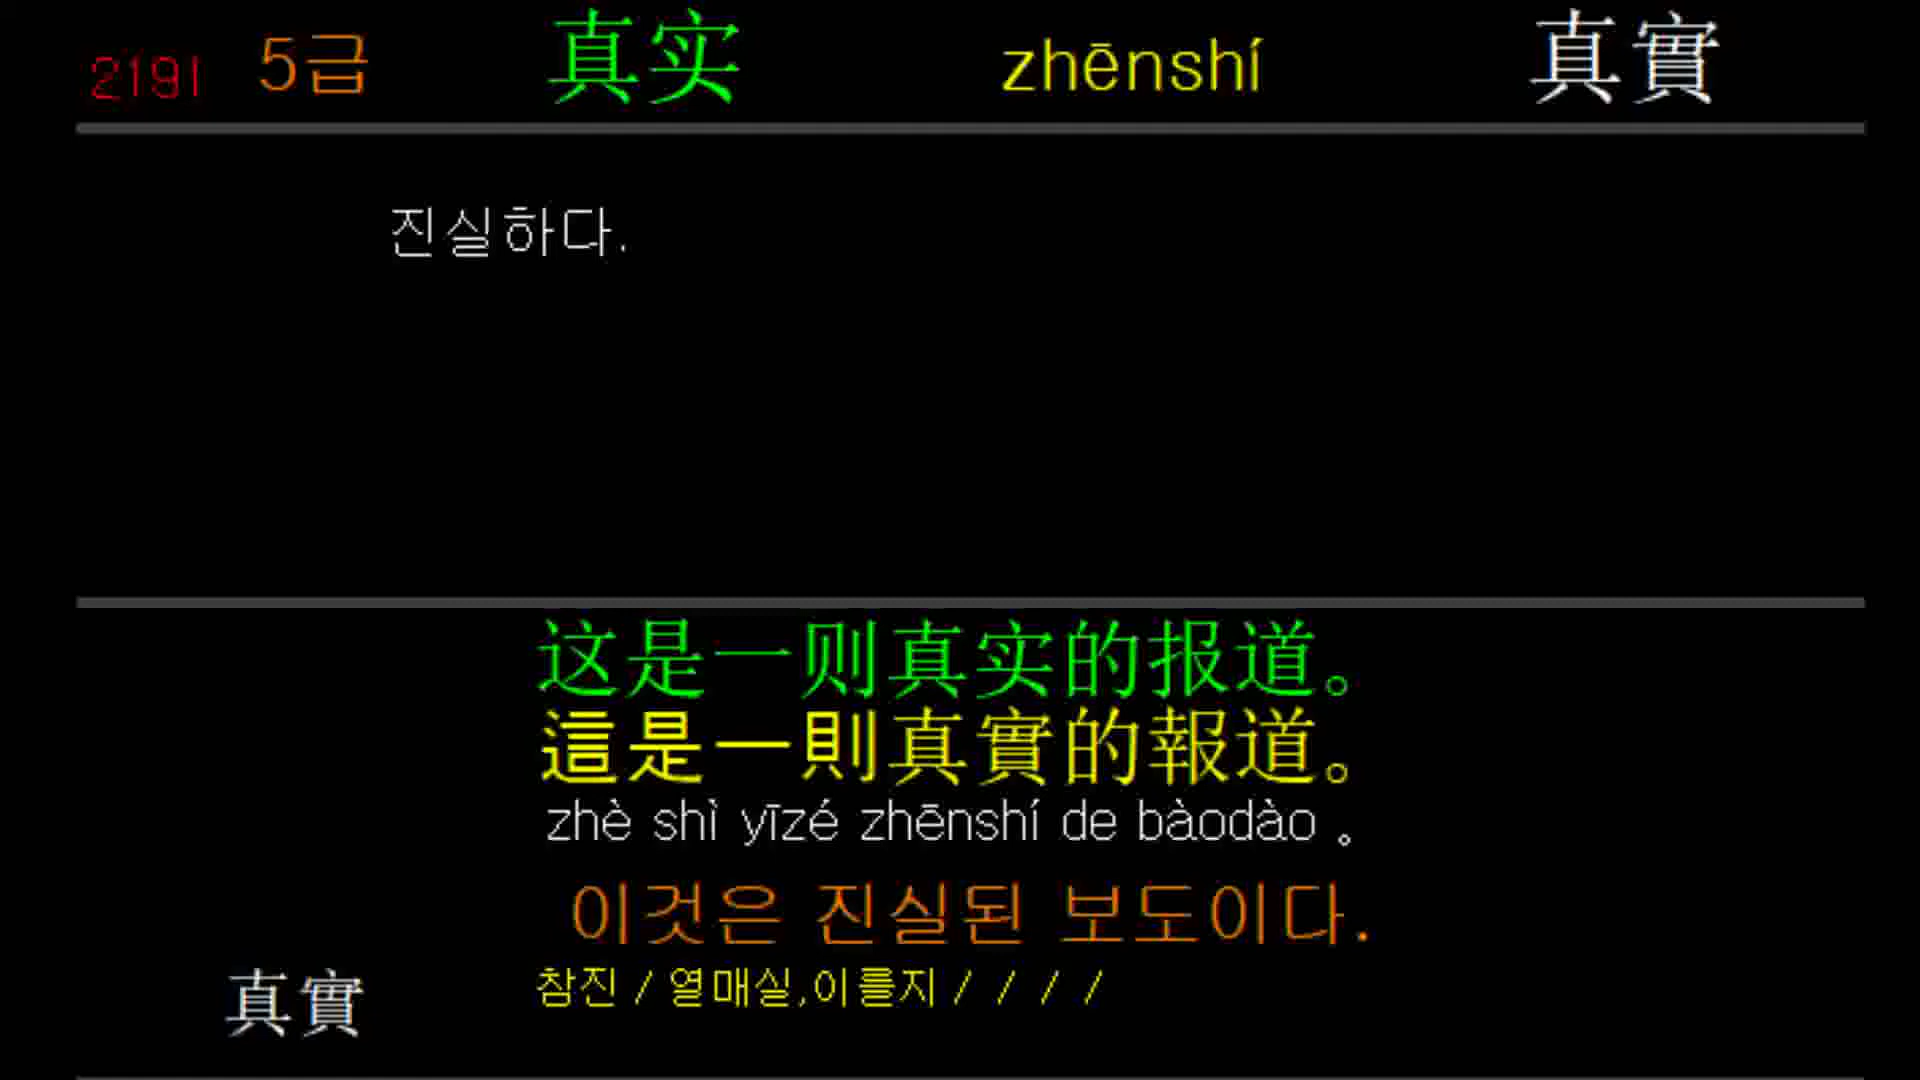 2191 5급 真实 zhēnshí 真實
진실하다.
这是一则真实的报道。
這是一則真實的報道。
zhè shì yīzé zhēnshí de bàodào 。
이것은 진실된 보도이다.
真實 참진 / 열매실,이를지 / / / /